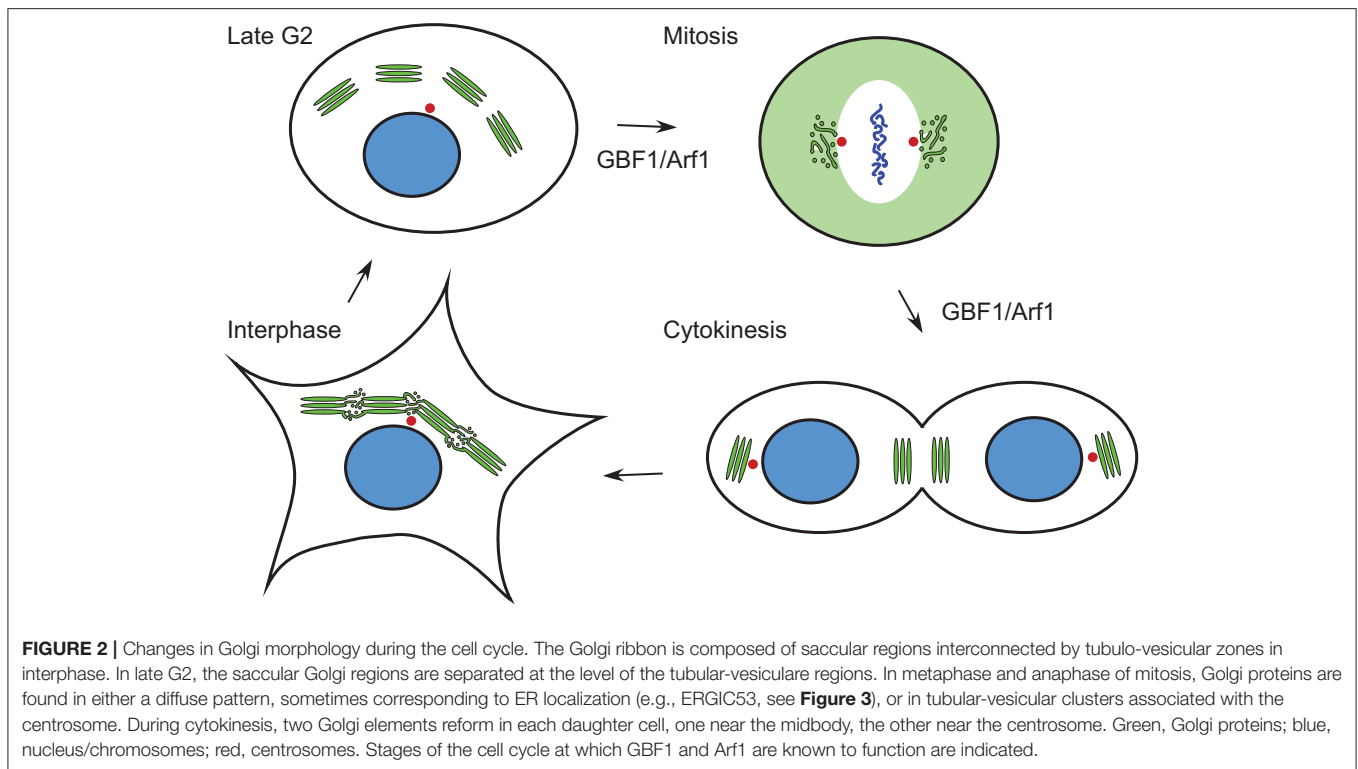 Late G2
Mitosis
GBF1/Arf1
GBF1/Arf1
Interphase
Cytokinesis
FIGURE 2 | Changes in Golgi morphology during the cell cycle. The Golgi ribbon is composed of saccular regions interconnected by tubulo-vesicular zones in
interphase. In late G2, the saccular Golgi regions are separated at the level of the tubular-vesiculare regions. In metaphase and anaphase of mitosis, Golgi proteins are
found in either a diffuse pattern, sometimes corresponding to ER localization (e.g., ERGIC53, see Figure 3), or in tubular-vesicular clusters associated with the
centrosome. During cytokinesis, two Golgi elements reform in each daughter cell, one near the midbody, the other near the centrosome. Green, Golgi proteins; blue,
nucleus/chromosomes; red, centrosomes. Stages of the cell cycle at which GBF1 and Arf1 are known to function are indicated.